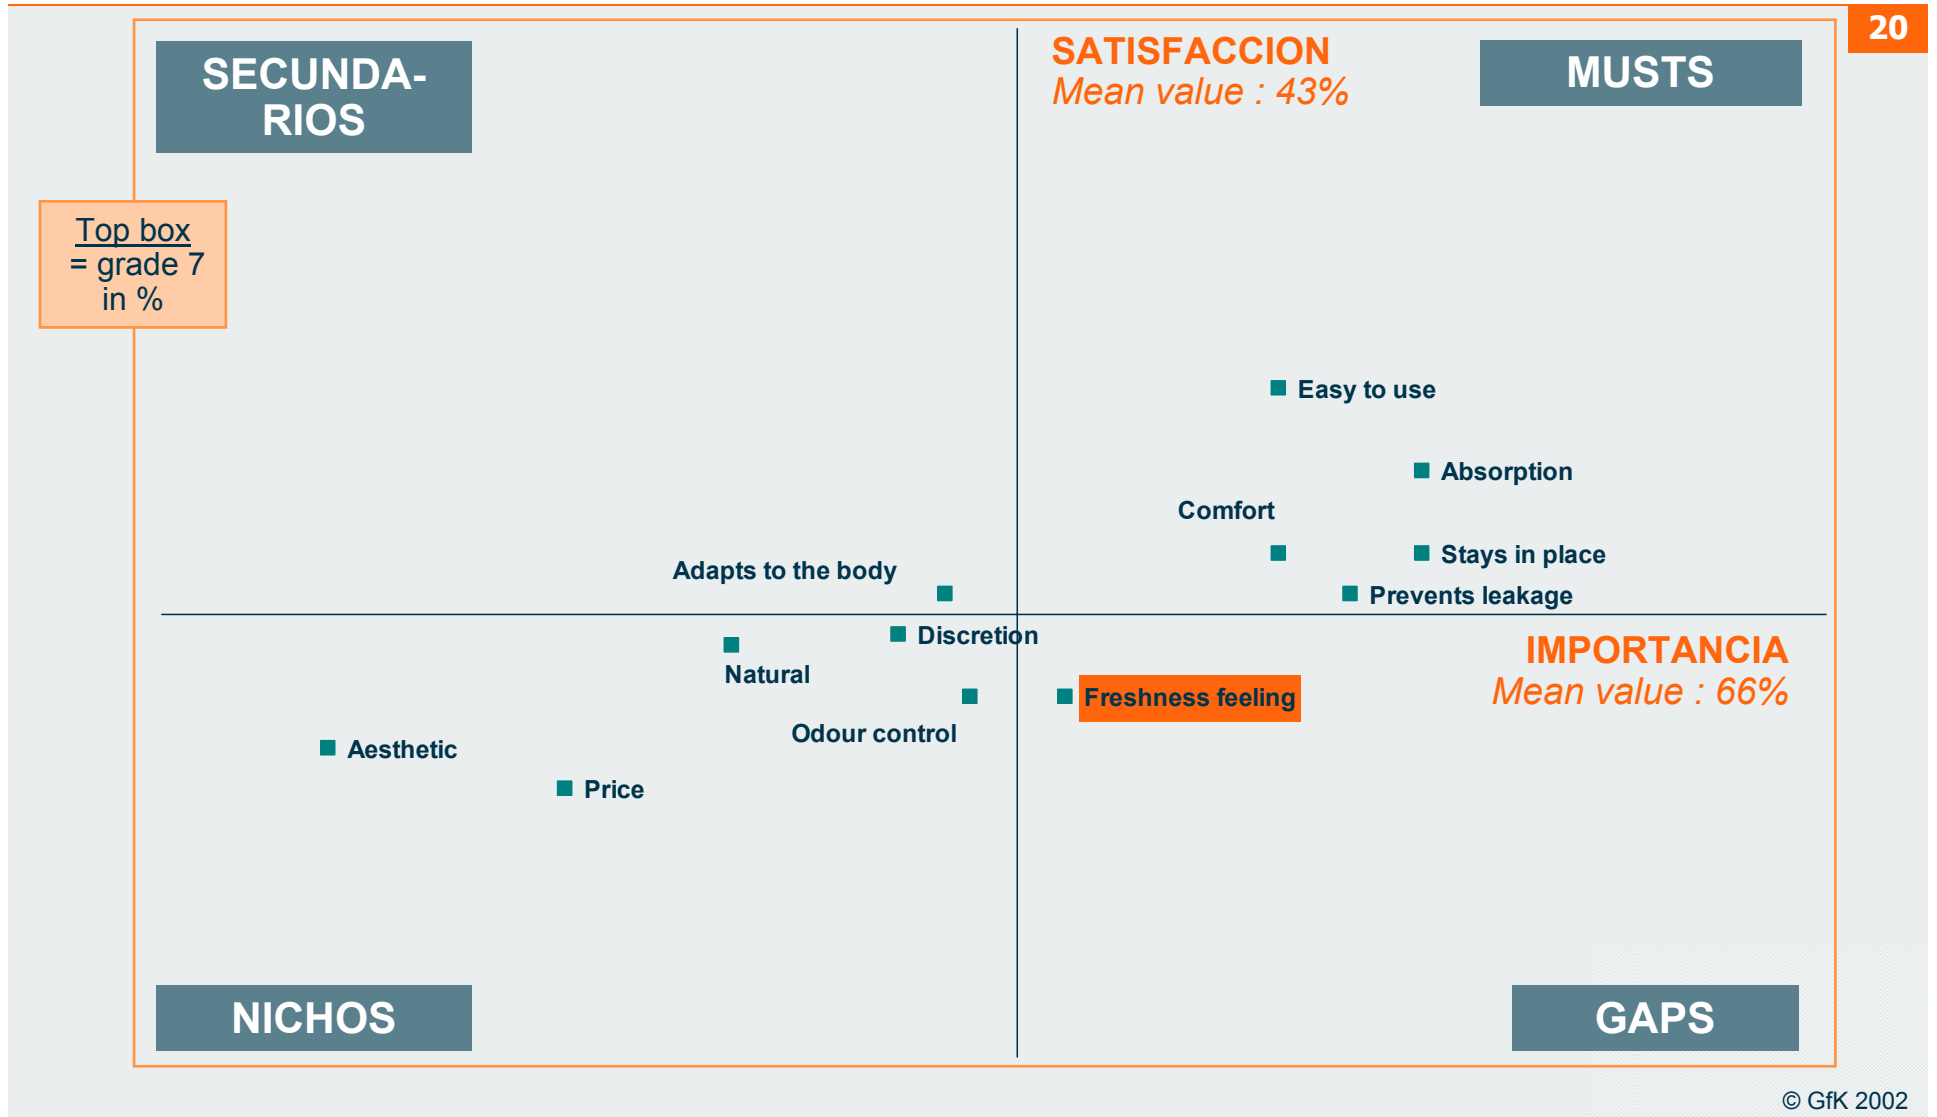 20
SECUNDA-
RIOS
SATISFACCION
Mean value : 43%
MUSTS
Top box
= grade 7
in %
Easy to use
Absorption
Comfort
Stays in place
Adapts to the body
Prevents leakage
Discretion
Natural
IMPORTANCIA
Mean value : 66%
Freshness feeling
Odour control
Aesthetic
Price
NICHOS
GAPS
© GfK 2002